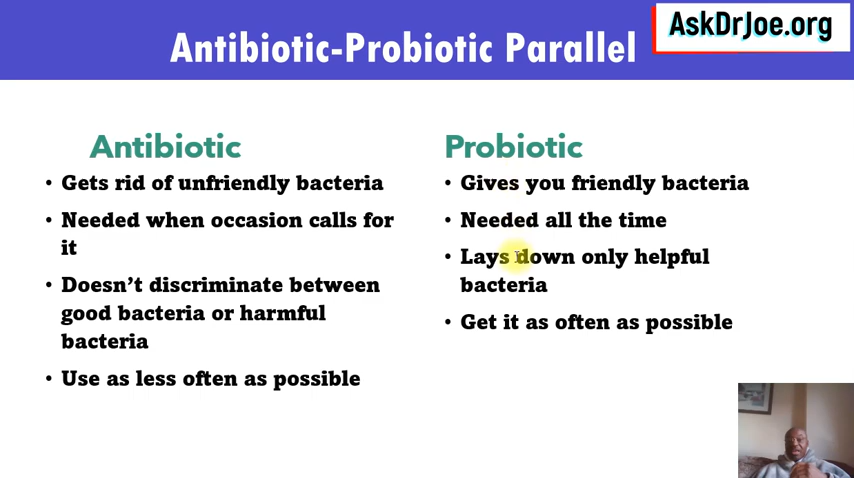 Antibiotic-Probiotic Parallel
AskDrJoe.org
Antibiotic
• Gets rid of unfriendly bacteria
• Needed when occasion calls for
it
• Doesn't discriminate between
good bacteria or harmful
bacteria
• Use as less often as possible
Probiotic
• Gives you friendly bacteria
• Needed all the time
• Lays down only helpful
bacteria
• Get it as often as possible